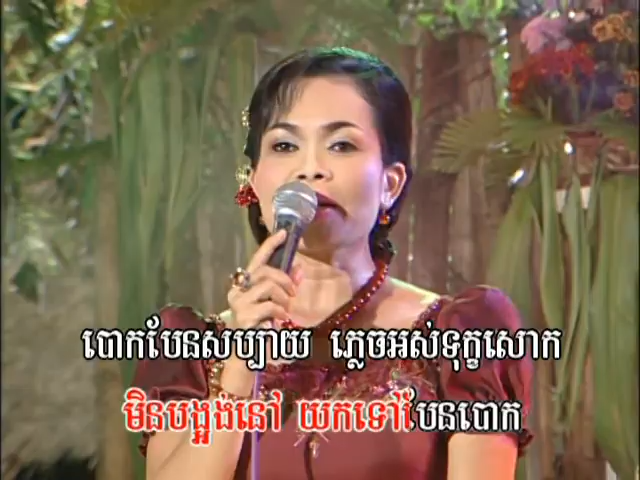 បោកបែនសប្បាយ ភ្លេចអស់ទុក្ខសោក
មិនបង្អង់នៅ យកទៅបែនបោក